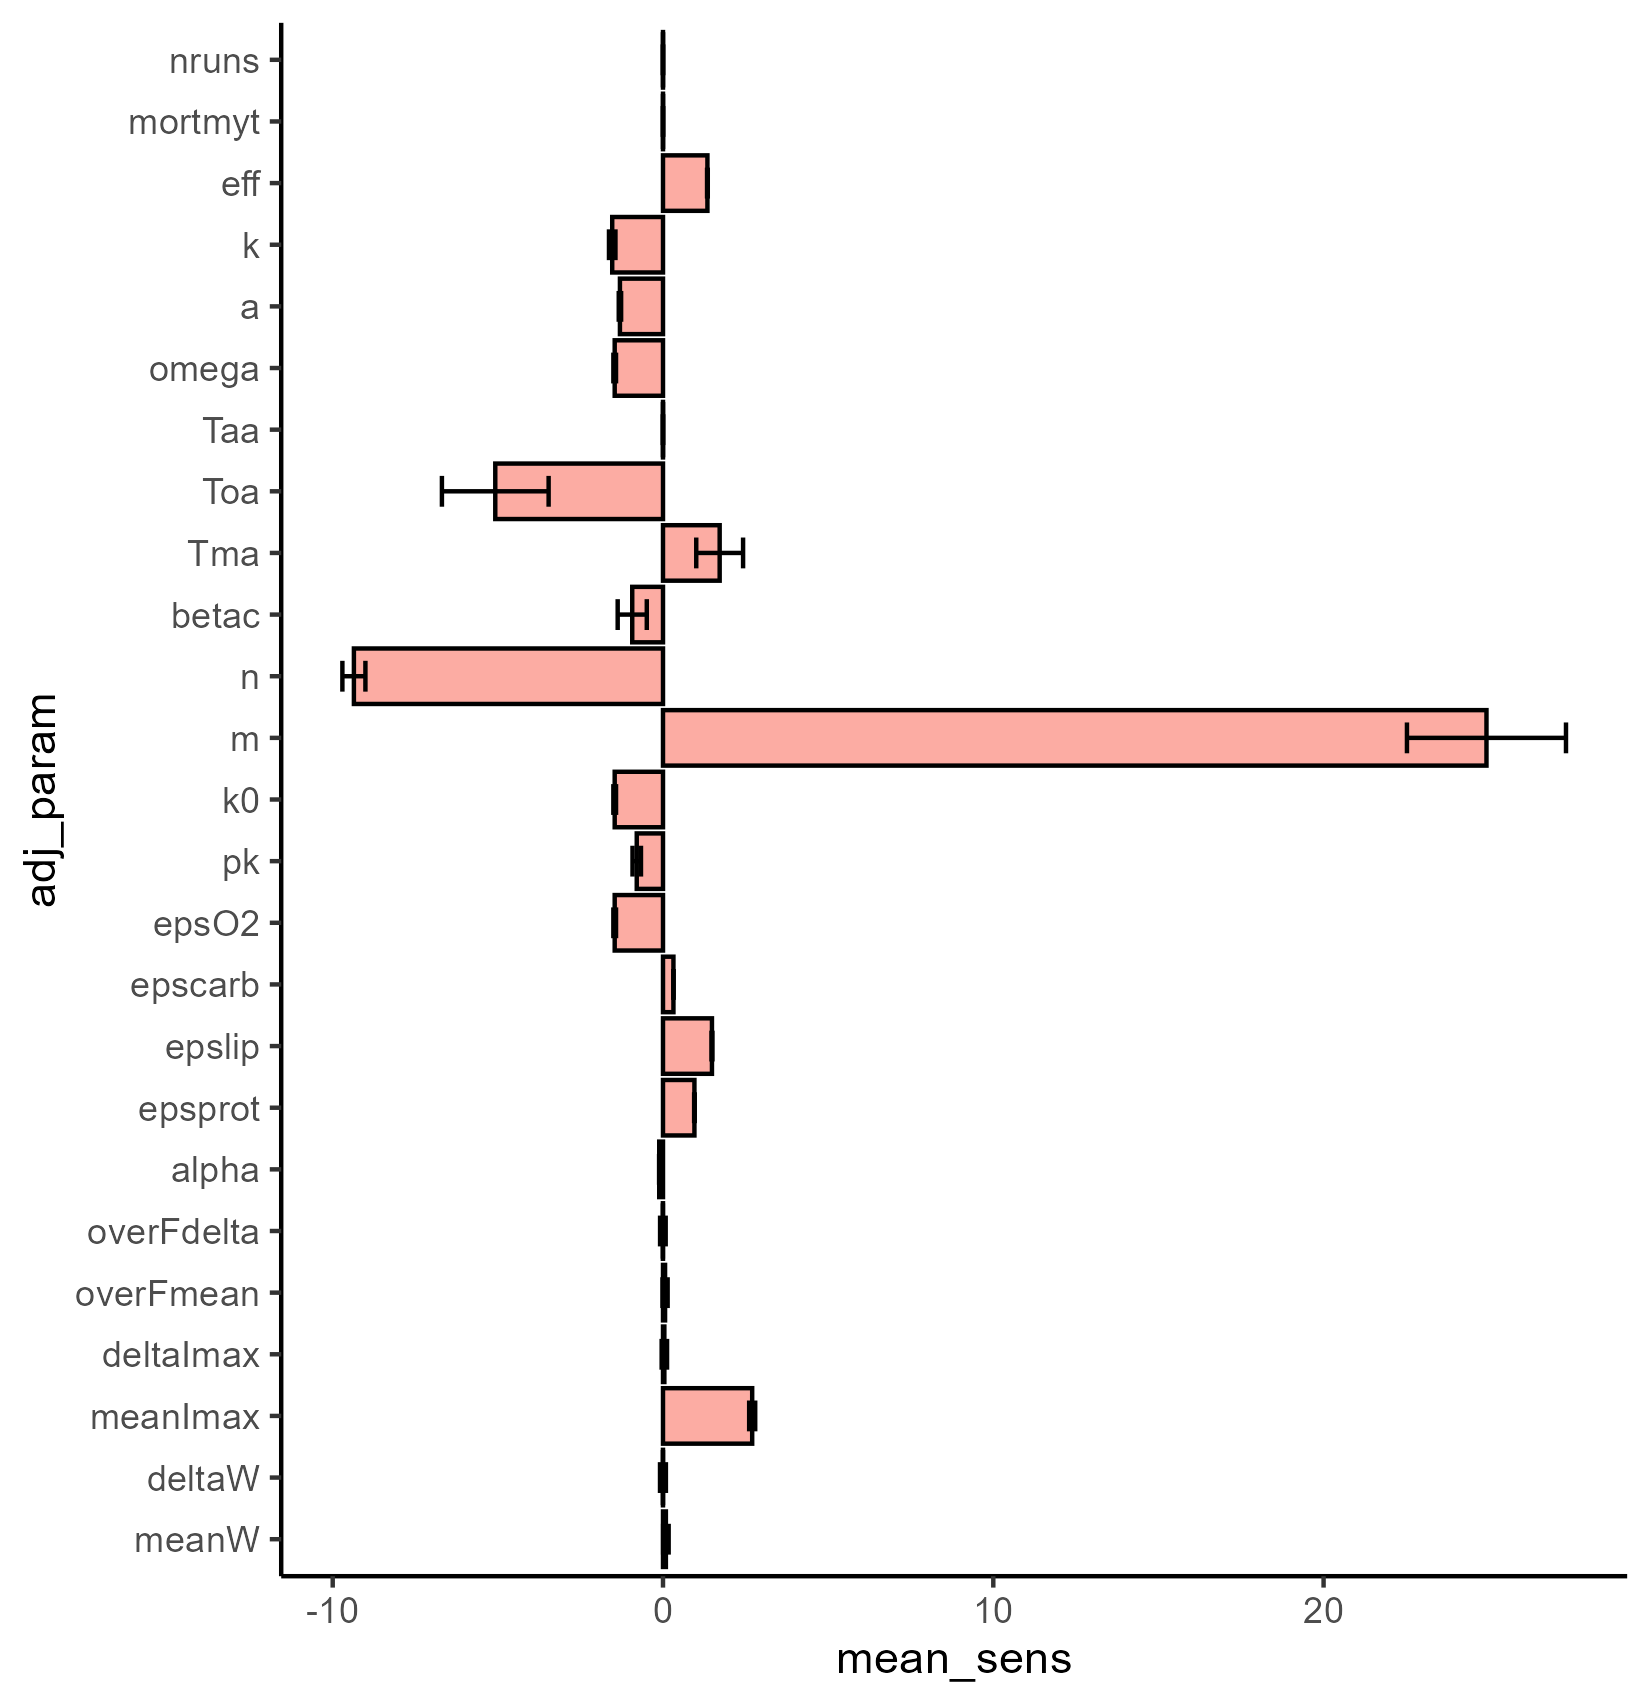 nruns
mortmyt
eff
k
a
omega
Taa
Toa
Tma
betac
n
m
k0
pk
epsO2
epscarb
epslip
epsprot
alpha
overFdelta
overFmean
deltaImax
meanImax
deltaW
meanW
adj_param
-10 0 10 20
mean_sens